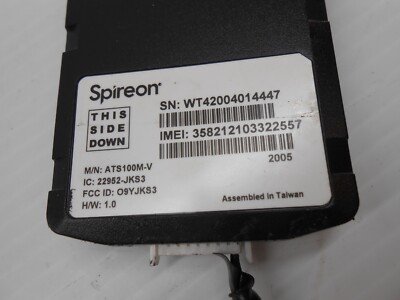 Spireon®
SN: WT42004014447
THIS
SIDE
DOWN
IMEI: 358212103322557
2005
M/N: ATS100M-V
IC: 22952-JKS3
FCC ID: O9YJKS3
H/W: 1.0
Assembled in Taiwan